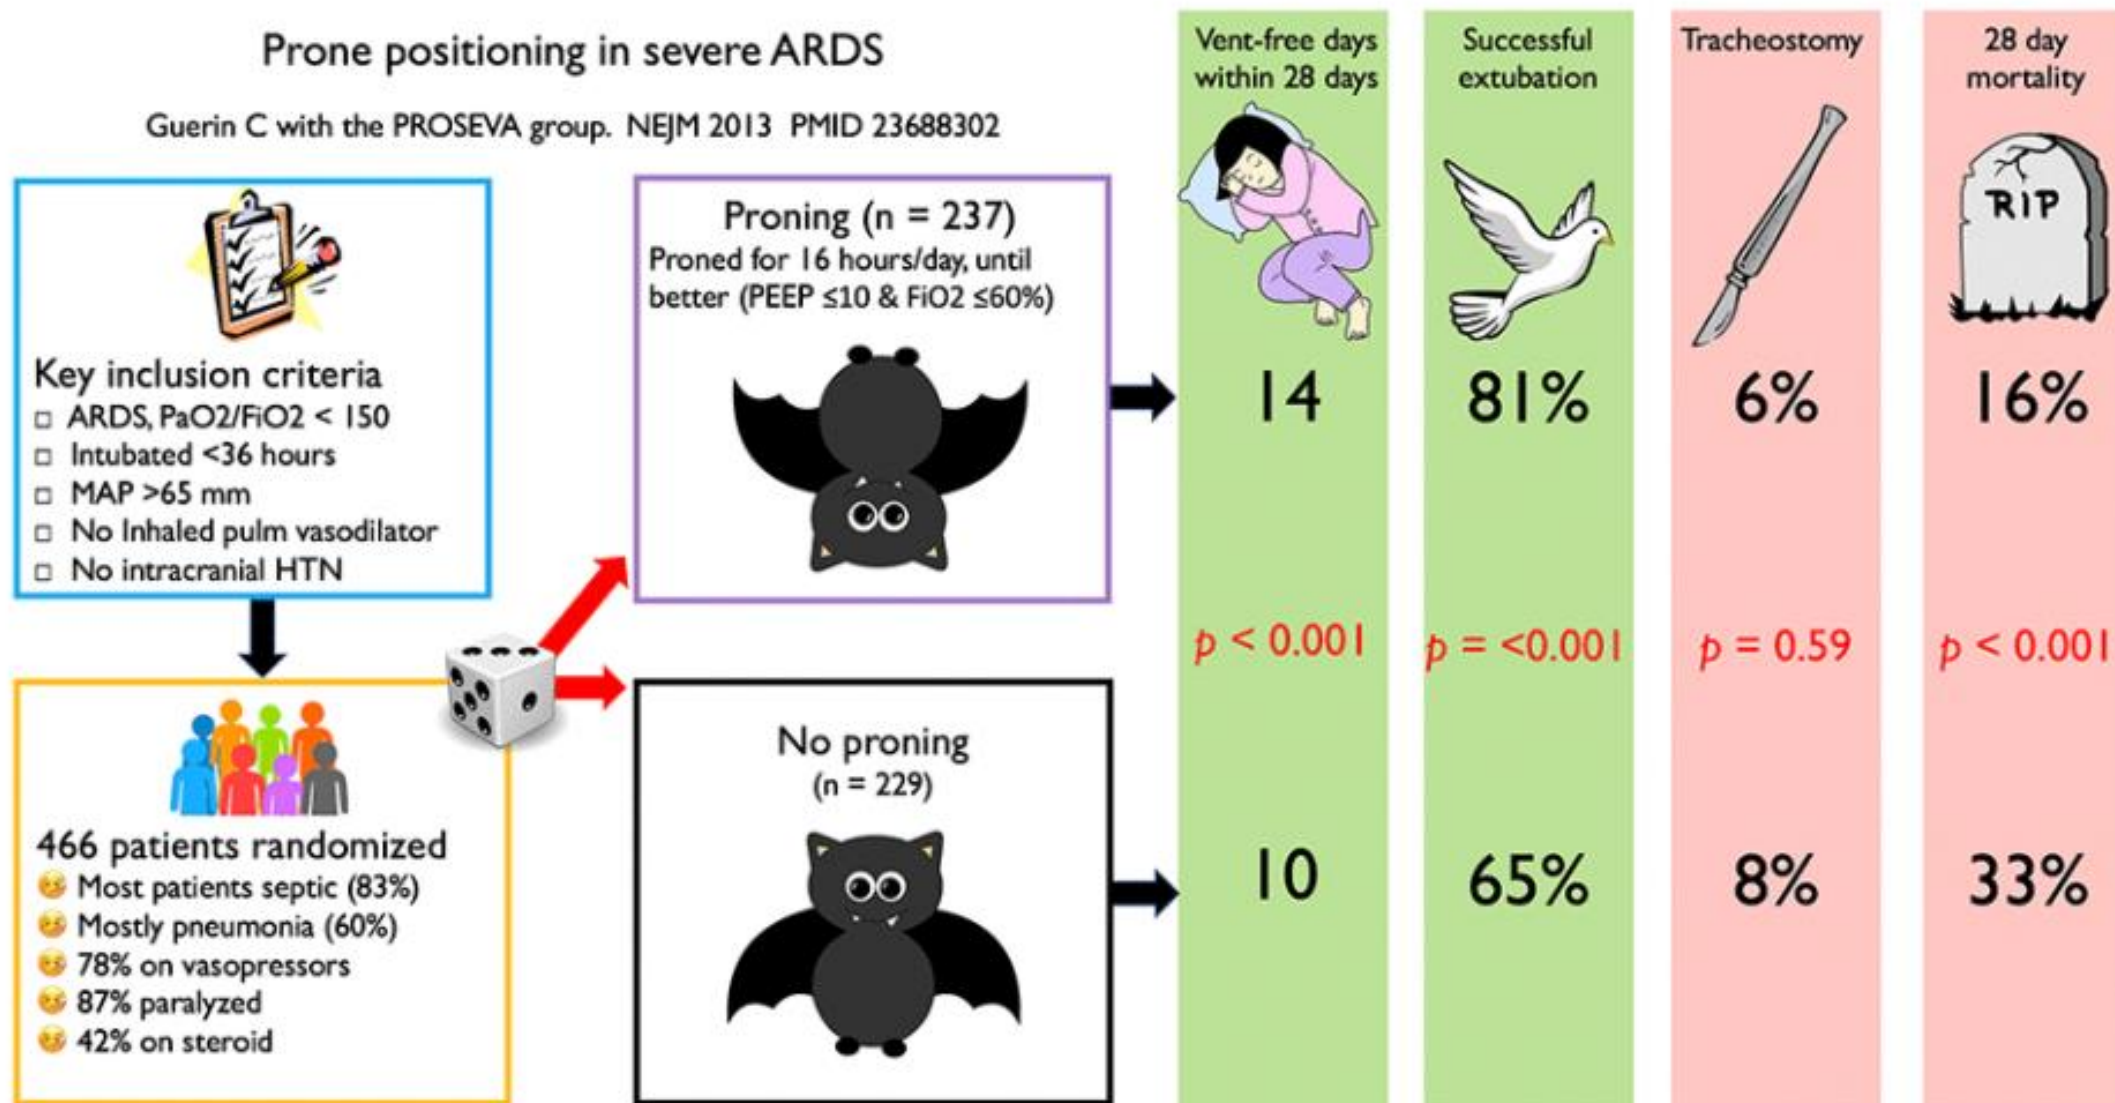 Prone positioning in severe ARDS
Guerin C with the PROSEVA group. NEJM 2013 PMID 23688302
Key inclusion criteria
ARDS, PaO2/FiO2 < 150
Intubated <36 hours
MAP >65 mm
No Inhaled pulm vasodilator
No intracranial HTN
466 patients randomized
Most patients septic (83%)
Mostly pneumonia (60%)
78% on vasopressors
87% paralyzed
42% on steroid
Proning (n = 237)
Proned for 16 hours/day, until
better (PEEP ≤10 & FiO2 ≤60%)
No proning
(n = 229)
Vent-free days
within 28 days
14
p < 0.001
10
Successful
extubation
81%
p = <0.001
65%
Tracheostomy
6%
p = 0.59
8%
28 day
mortality
RIP
16%
p < 0.001
33%